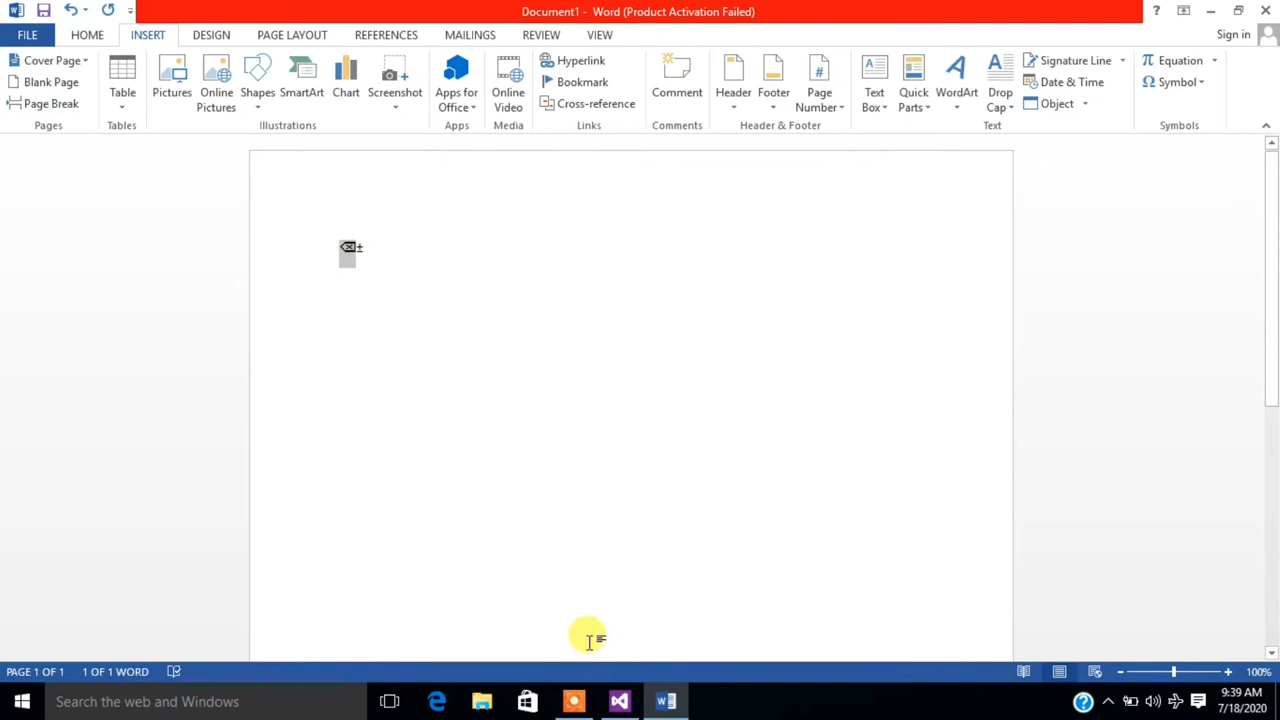 Document1 - Word (Product Activation Failed)
FILE HOME INSERT DESIGN PAGE LAYOUT REFERENCES MAILINGS REVIEW VIEW Sign in
Cover Page
Blank Page
Page Break
Pages
Table
Tables
Pictures
Online Pictures
Shapes
SmartArt
Chart
Screenshot
Illustrations
Apps for Office
Apps
Online Video
Media
Hyperlink
Bookmark
Cross-reference
Links
Comment
Comments
Header
Footer
Page Number
Header & Footer
Text Box
Quick Parts
WordArt
Drop Cap
Signature Line
Date & Time
Object
Text
Equation
Symbol
Symbols
⌫±
PAGE 1 OF 1 1 OF 1 WORD 100%
Search the web and Windows
9:39 AM
7/18/2020